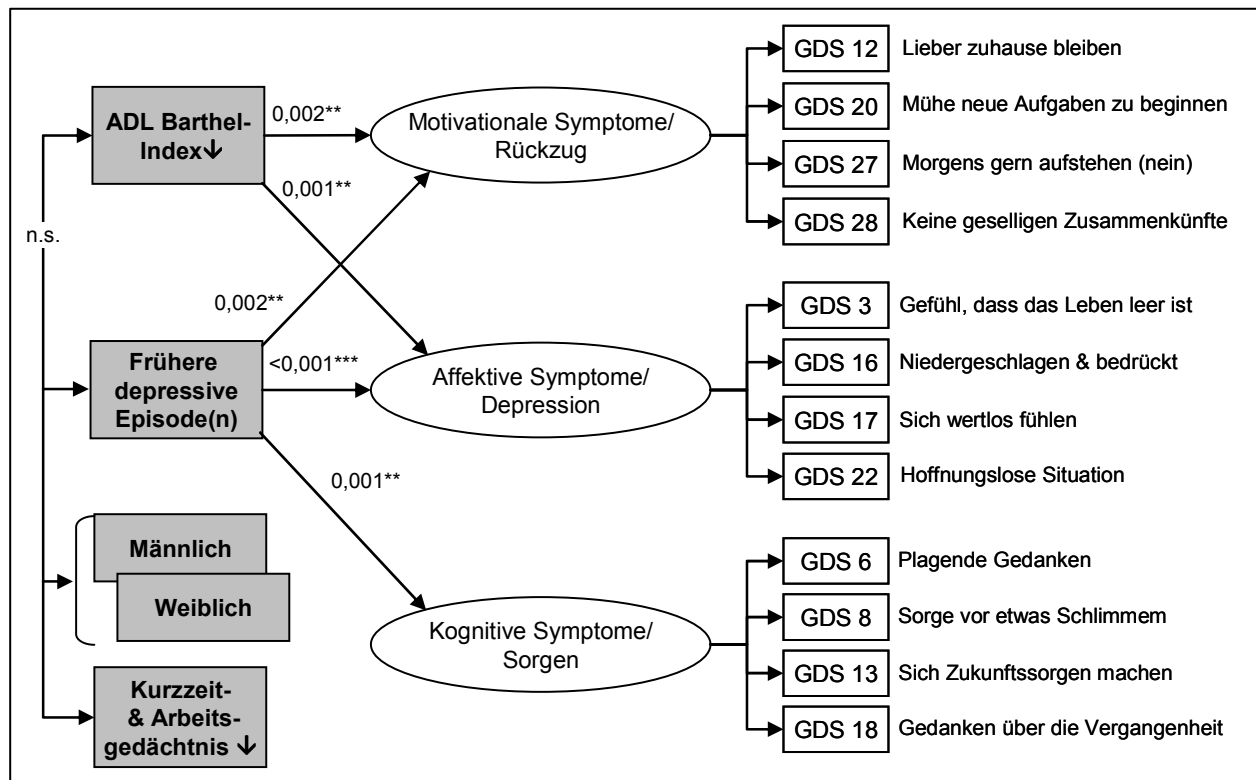 n.s.
ADL Barthel-
Index↓
Frühere
depressive
Episode(n)
Männlich
Weiblich
Kurzzeit-
& Arbeits-
gedächtnis ↓
0,002**
0,001**
0,002**
<0,001***
0,001**
Motivationale Symptome/
Rückzug
Affektive Symptome/
Depression
Kognitive Symptome/
Sorgen
GDS 12 Lieber zuhause bleiben
GDS 20 Mühe neue Aufgaben zu beginnen
GDS 27 Morgens gern aufstehen (nein)
GDS 28 Keine geselligen Zusammenkünfte
GDS 3 Gefühl, dass das Leben leer ist
GDS 16 Niedergeschlagen & bedrückt
GDS 17 Sich wertlos fühlen
GDS 22 Hoffnungslose Situation
GDS 6 Plagende Gedanken
GDS 8 Sorge vor etwas Schlimmem
GDS 13 Sich Zukunftssorgen machen
GDS 18 Gedanken über die Vergangenheit